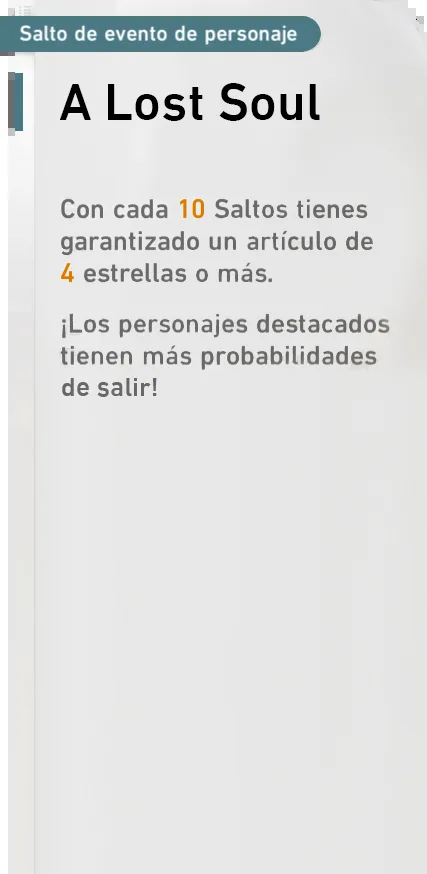 Salto de evento de personaje
A Lost Soul
Con cada 10 Saltos tienes
garantizado un artículo de
4 estrellas o más.
¡Los personajes destacados
tienen más probabilidades
de salir!